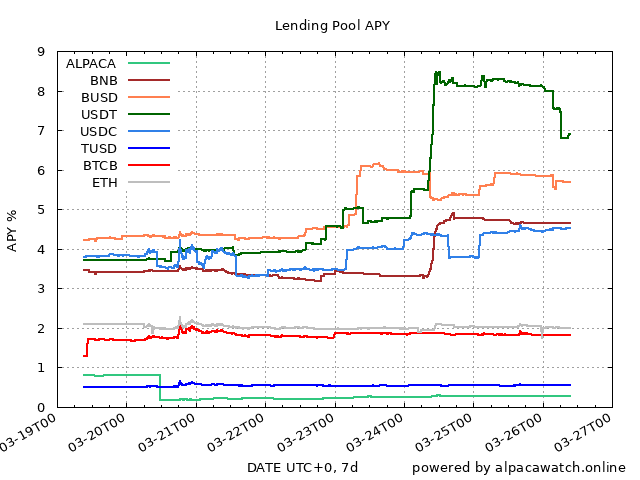 Lending Pool APY
APY %
9
8
7
6
5
4
3
2
1
0
ALPACA
BNB
BUSD
USDT
USDC
TUSD
BTCB
ETH
03-19T00
03-20T00
03-21T00
03-22T00
03-23T00
03-24T00
03-25T00
03-26T00
03-27T00
DATE UTC+0, 7d
powered by alpacawatch.online